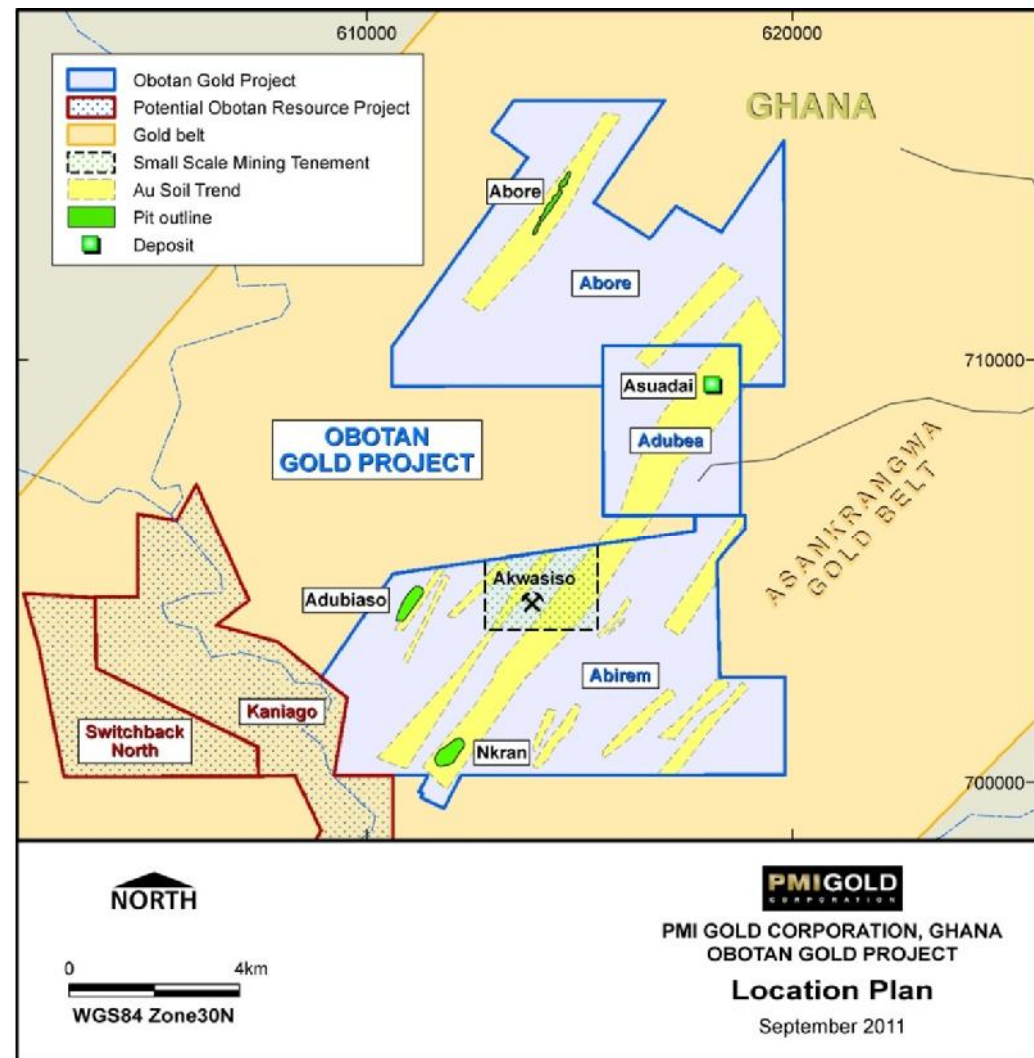 610000
620000
Obotan Gold Project
Potential Obotan Resource Project
Gold belt
Small Scale Mining Tenement
Au Soil Trend
Pit outline
Deposit
GHANA
Abore
Abore
710000
Asuadai
Adubea
OBOTAN
GOLD PROJECT
ASANKRANGWA
GOLD BELT
Akwasiso
Adubiaso
Abirem
Kaniago
Switchback
North
Nkran
700000
NORTH
0 4km
WGS84 Zone30N
PMIGOLD
CORPORATION
PMI GOLD CORPORATION, GHANA
OBOTAN GOLD PROJECT
Location Plan
September 2011